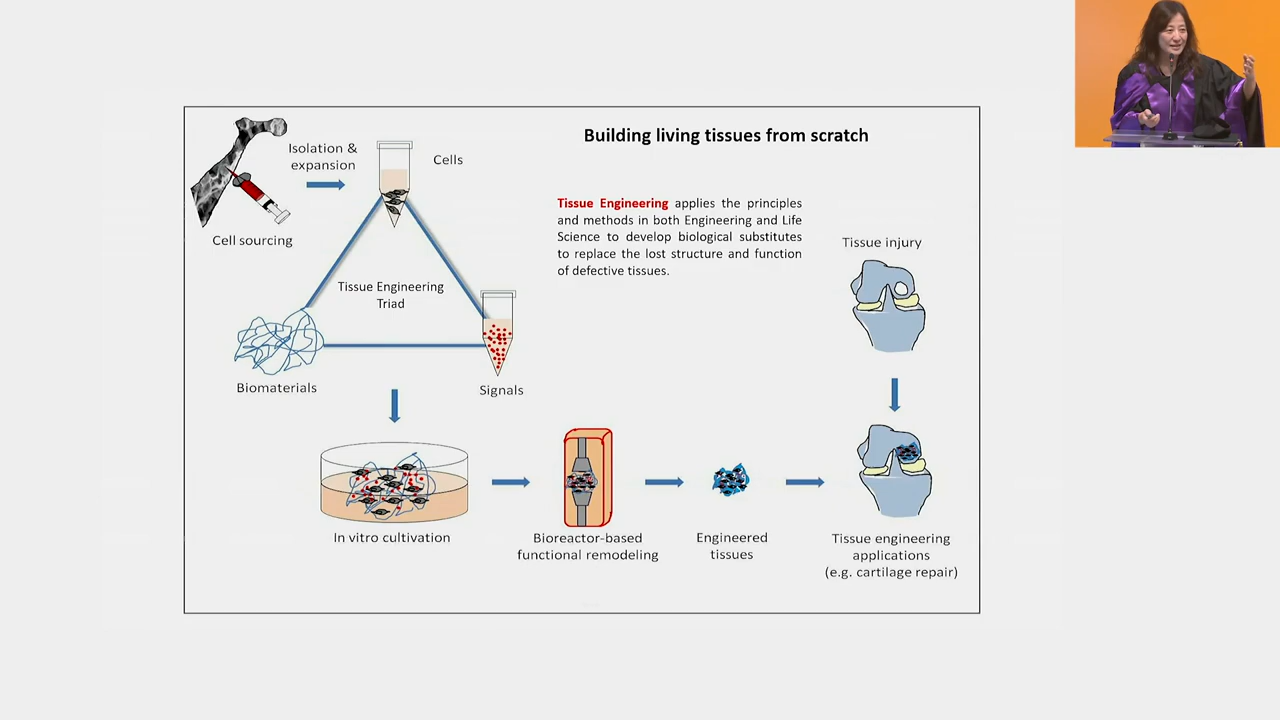 Building living tissues from scratch
Isolation &
expansion
Cells
Cell sourcing
Tissue Engineering
Triad
Biomaterials
Signals
Tissue Engineering applies the principles
and methods in both Engineering and Life
Science to develop biological substitutes
to replace the lost structure and function
of defective tissues.
Tissue injury
In vitro cultivation
Bioreactor-based
functional remodeling
Engineered
tissues
Tissue engineering
applications
(e.g. cartilage repair)